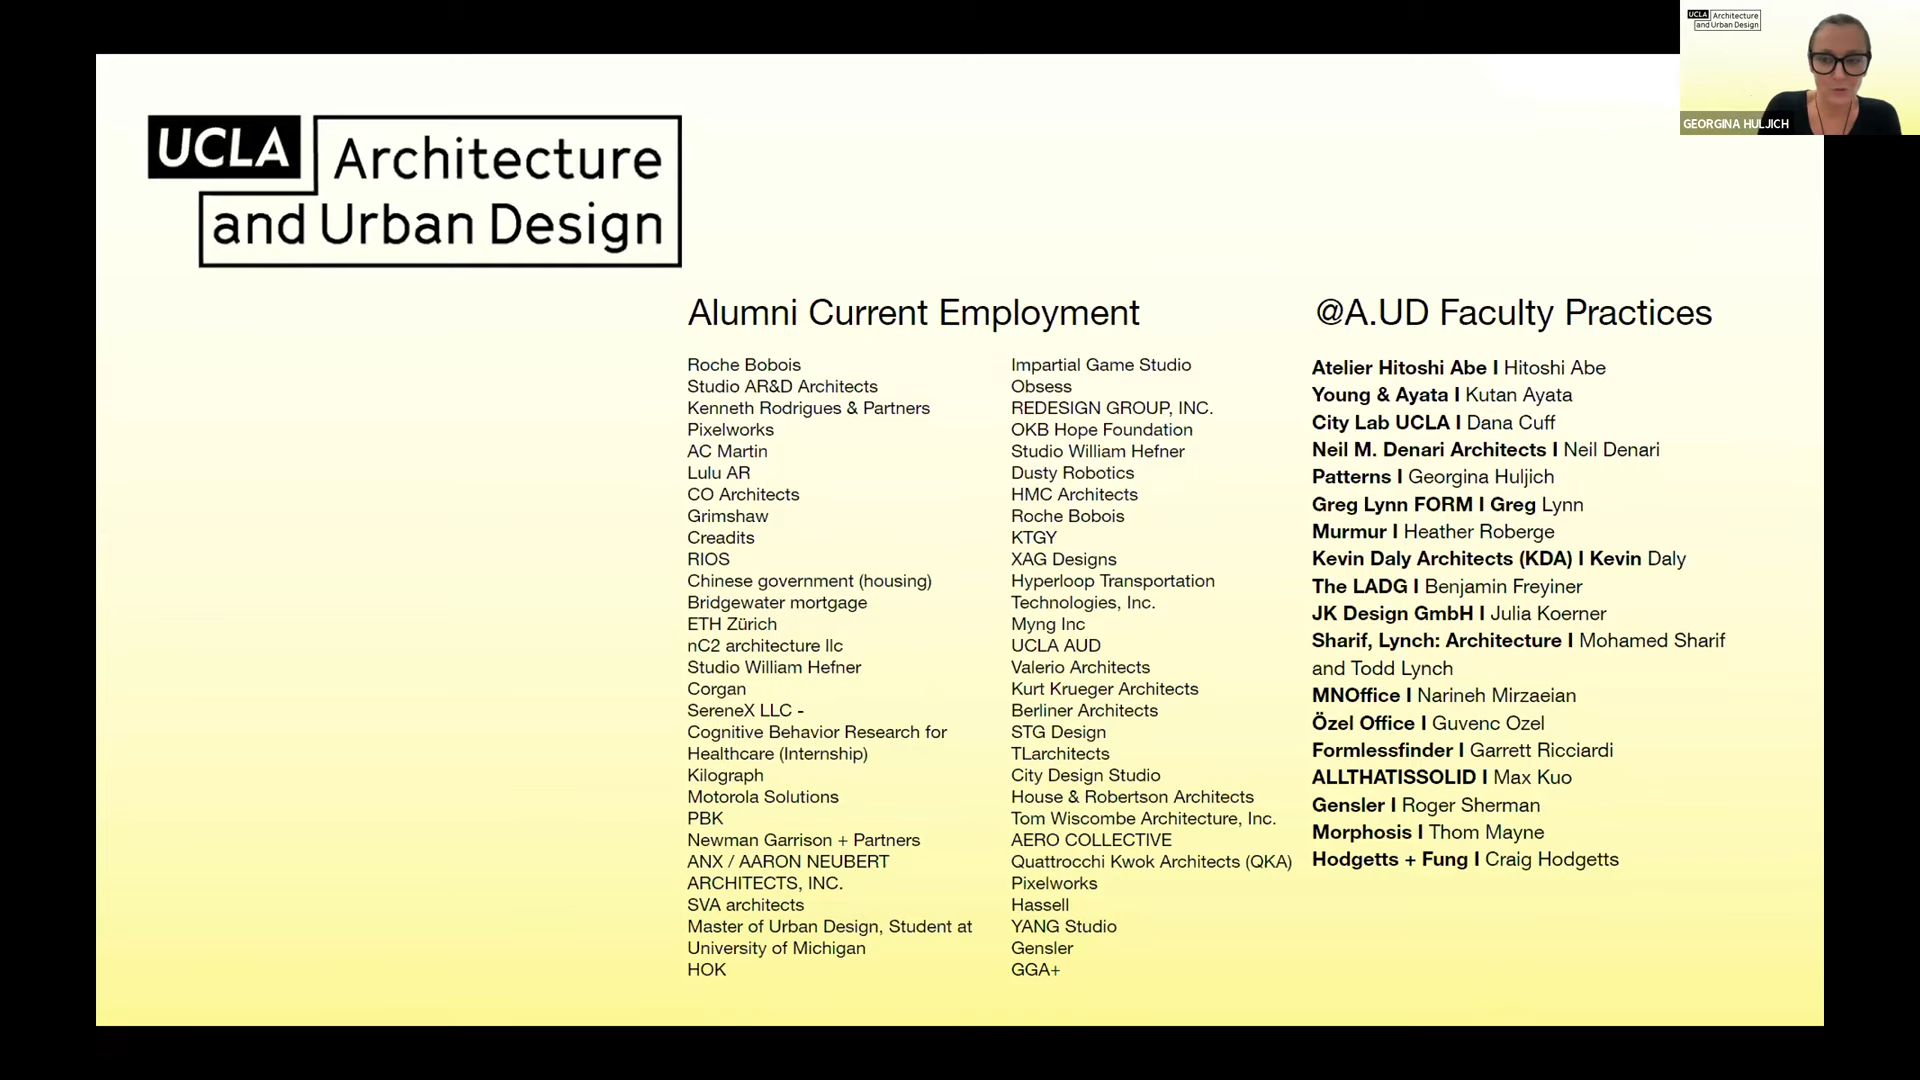 UCLA Architecture
and Urban Design
GEORGINA HULJICH
UCLA Architecture
and Urban Design
Alumni Current Employment
Roche Bobois
Studio AR&D Architects
Kenneth Rodrigues & Partners
Pixelworks
AC Martin
Lulu AR
CO Architects
Grimshaw
Creadits
RIOS
Chinese government (housing)
Bridgewater mortgage
ETH Zürich
nC2 architecture llc
Studio William Hefner
Corgan
SereneX LLC -
Cognitive Behavior Research for
Healthcare (Internship)
Kilograph
Motorola Solutions
PBK
Newman Garrison + Partners
ANX / AARON NEUBERT
ARCHITECTS, INC.
SVA architects
Master of Urban Design, Student at
University of Michigan
HOK
Impartial Game Studio
Obsess
REDESIGN GROUP, INC.
OKB Hope Foundation
Studio William Hefner
Dusty Robotics
HMC Architects
Roche Bobois
KTGY
XAG Designs
Hyperloop Transportation
Technologies, Inc.
Myng Inc
UCLA AUD
Valerio Architects
Kurt Krueger Architects
Berliner Architects
STG Design
TLarchitects
City Design Studio
House & Robertson Architects
Tom Wiscombe Architecture, Inc.
AERO COLLECTIVE
Quattrocchi Kwok Architects (QKA)
Pixelworks
Hassell
YANG Studio
Gensler
GGA+
@A.UD Faculty Practices
Atelier Hitoshi Abe I Hitoshi Abe
Young & Ayata I Kutan Ayata
City Lab UCLA I Dana Cuff
Neil M. Denari Architects I Neil Denari
Patterns I Georgina Huljich
Greg Lynn FORM I Greg Lynn
Murmur I Heather Roberge
Kevin Daly Architects (KDA) I Kevin Daly
The LADG I Benjamin Freyiner
JK Design GmbH I Julia Koerner
Sharif, Lynch: Architecture I Mohamed Sharif
and Todd Lynch
MNOffice I Narineh Mirzaeian
Özel Office I Guvenc Ozel
Formlessfinder I Garrett Ricciardi
ALLTHATISSOLID I Max Kuo
Gensler I Roger Sherman
Morphosis I Thom Mayne
Hodgetts + Fung I Craig Hodgetts